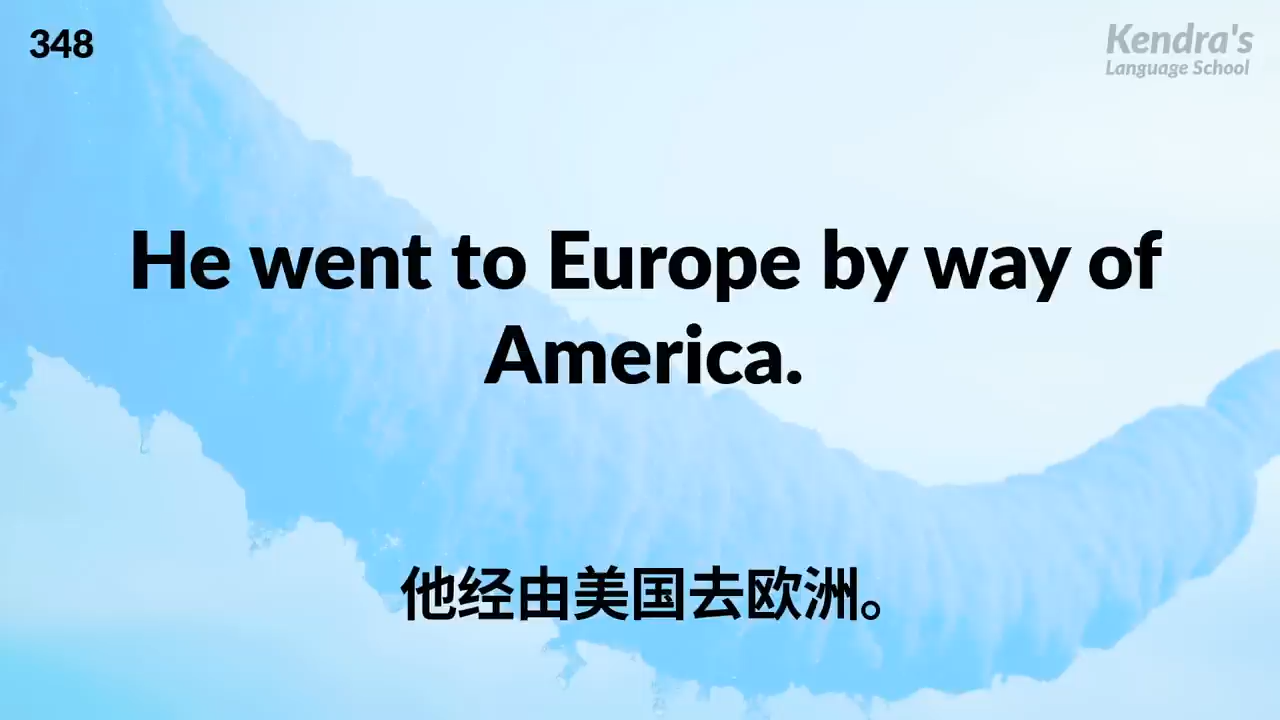 348
Kendra's
Language School
He went to Europe by way of
America.
他经由美国去欧洲。